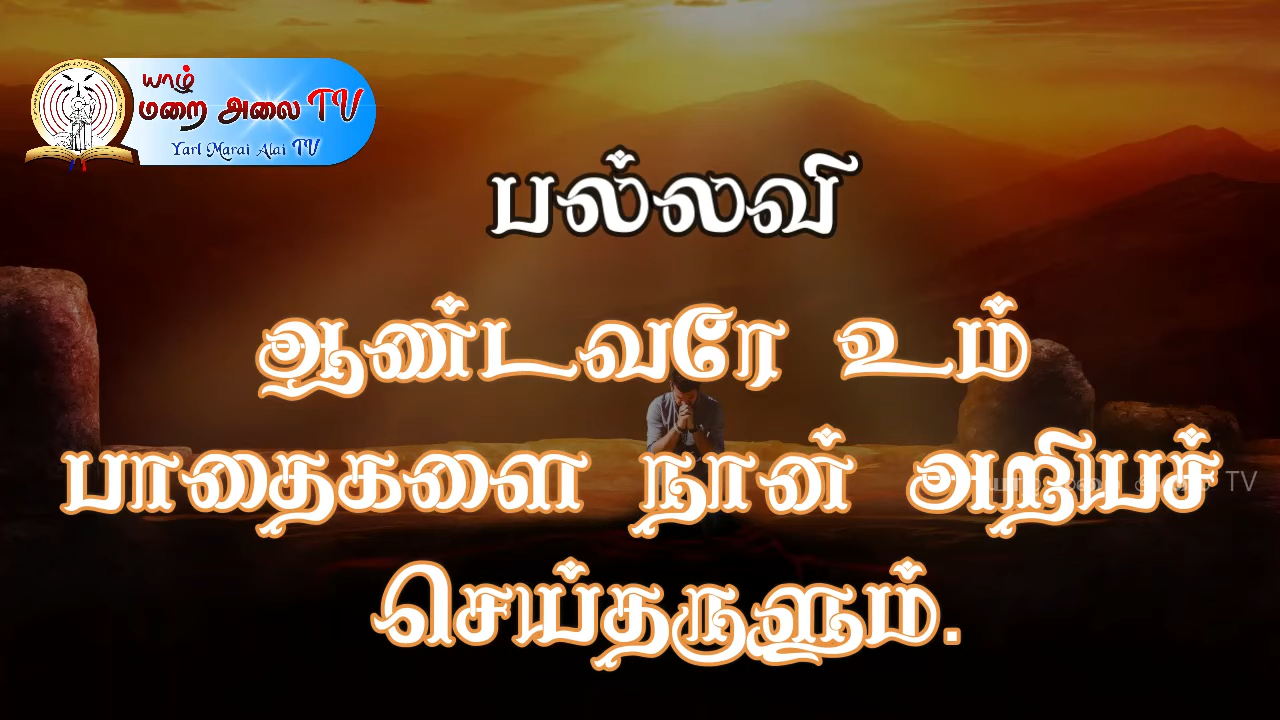 யாழ்
மறை அலை TV
Yarl Marai Alai TV
பல்லவி
ஆண்டவரே உம்
பாதைகளை நான் அறியச்
செய்தருளும்.